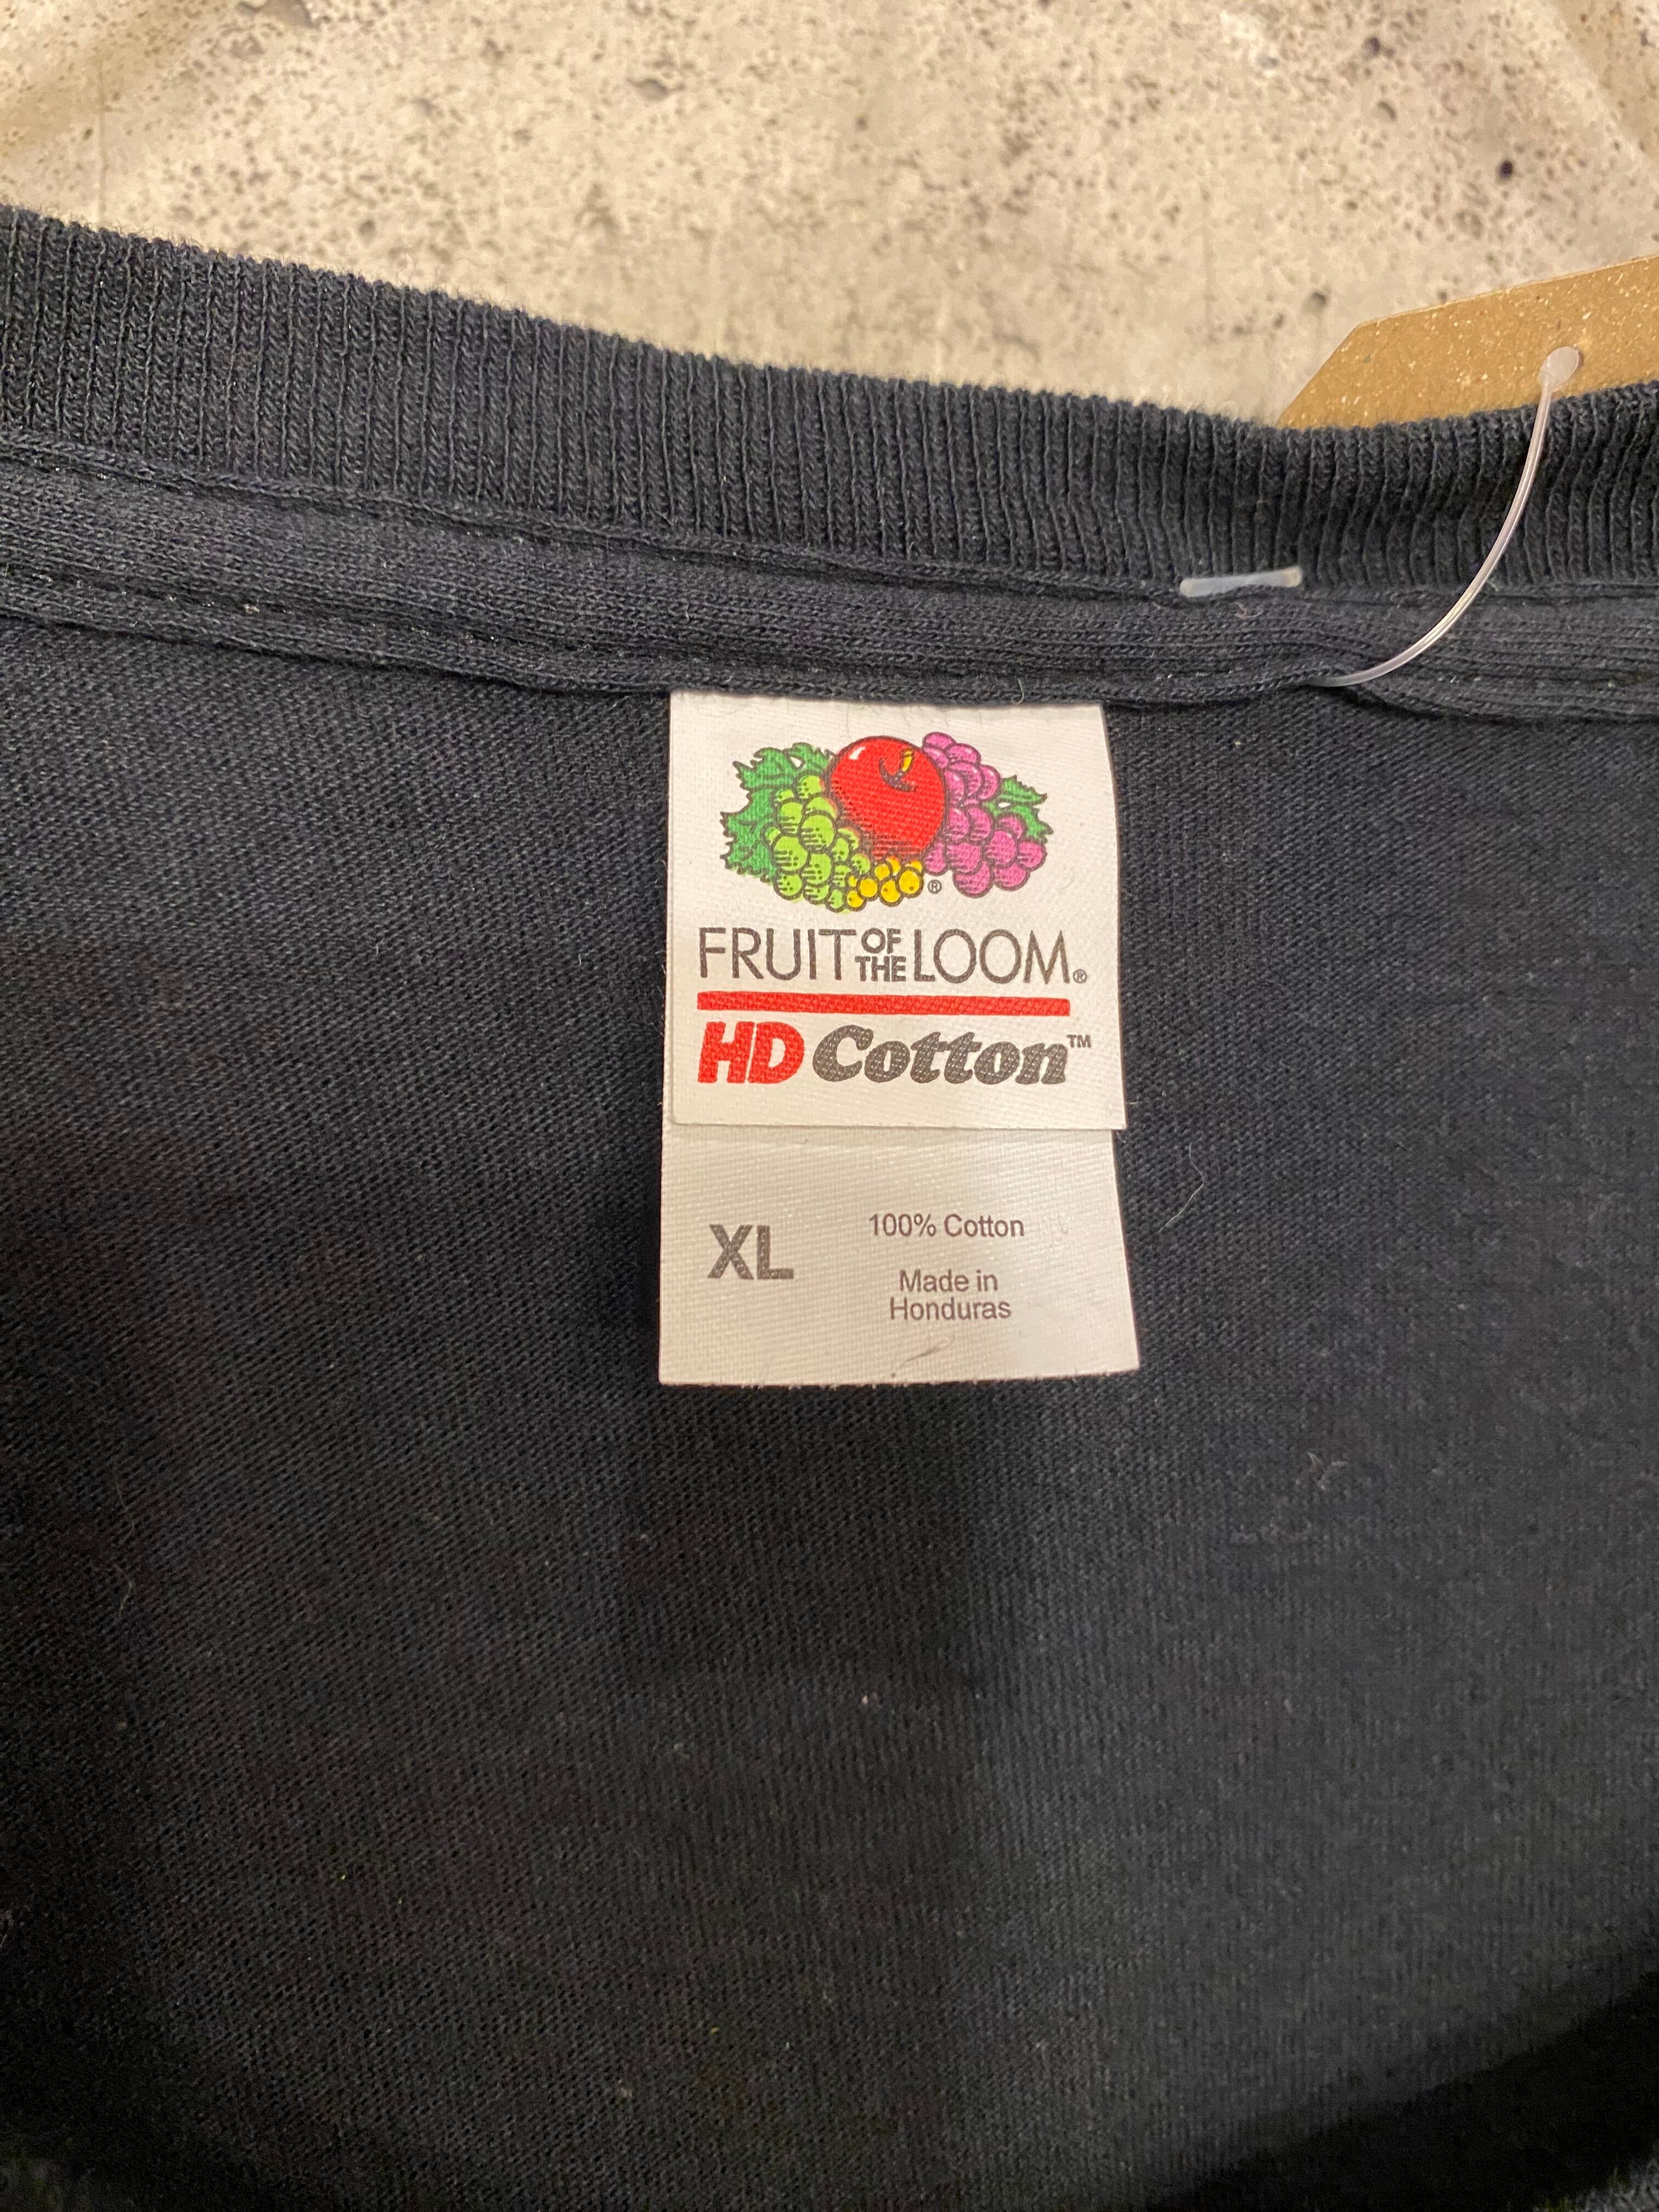 ®
FRUIT OF THE LOOM®
HD Cotton™
XL
100% Cotton
Made in
Honduras